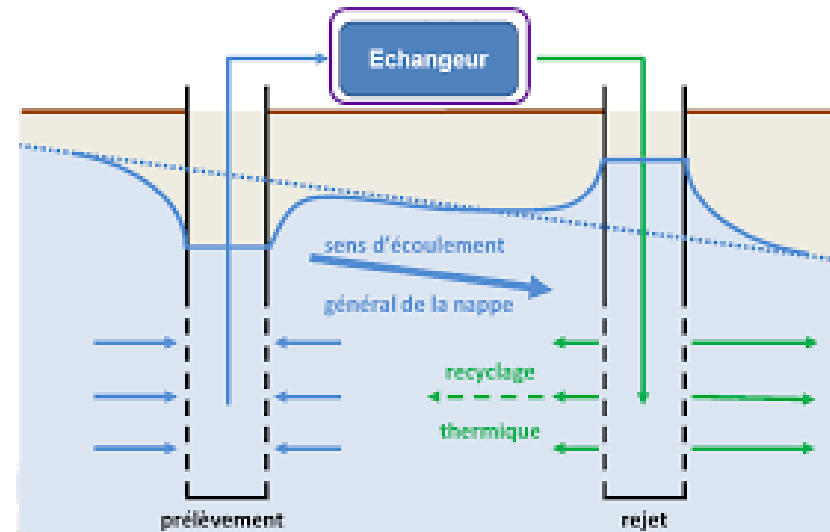 Echangeur
sens d'écoulement
général de la nappe
recyclage
thermique
prélèvement
rejet